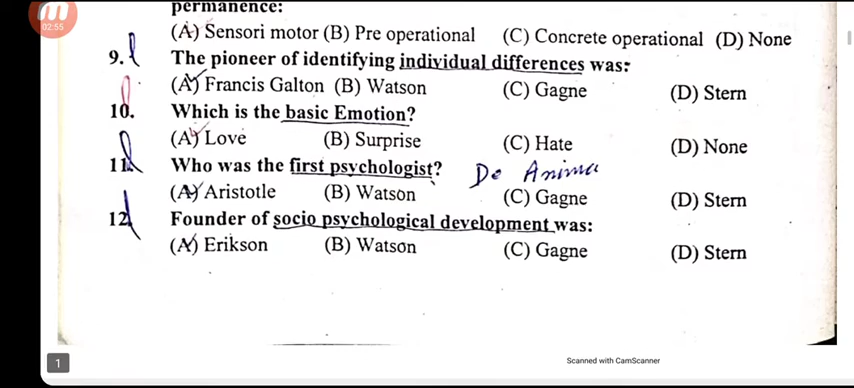 02:55
permanence:
(A) Sensori motor (B) Pre operational (C) Concrete operational (D) None
9. The pioneer of identifying individual differences was:
(A) Francis Galton (B) Watson (C) Gagne (D) Stern
10. Which is the basic Emotion?
(A) Love (B) Surprise (C) Hate (D) None
11. Who was the first psychologist? De Anima
(A) Aristotle (B) Watson (C) Gagne (D) Stern
12. Founder of socio psychological development was:
(A) Erikson (B) Watson (C) Gagne (D) Stern
1
Scanned with CamScanner